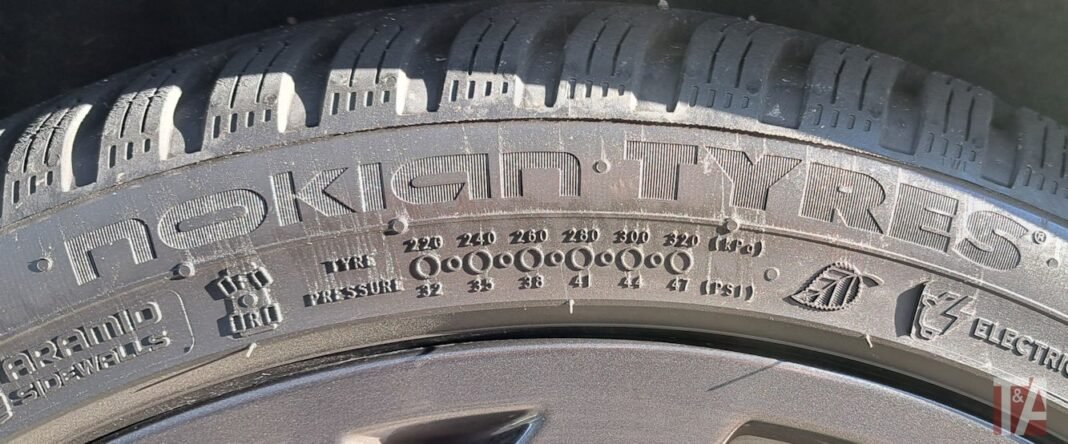 nokian TYRES®
220 240 260 280 300 320 (kPa)
TYRE
PRESSURE 32 35 38 41 44 47 (PSI)
ARAMID
SIDEWALLS
ELECTRIC
I&A